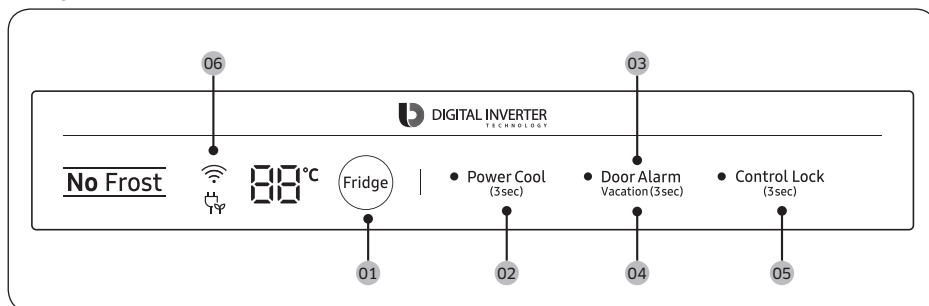 06
03
DIGITAL INVERTER
TECHNOLOGY
No Frost
88°C
Fridge
Power Cool
(3sec)
Door Alarm
Vacation (3sec)
Control Lock
(3sec)
01
02
04
05